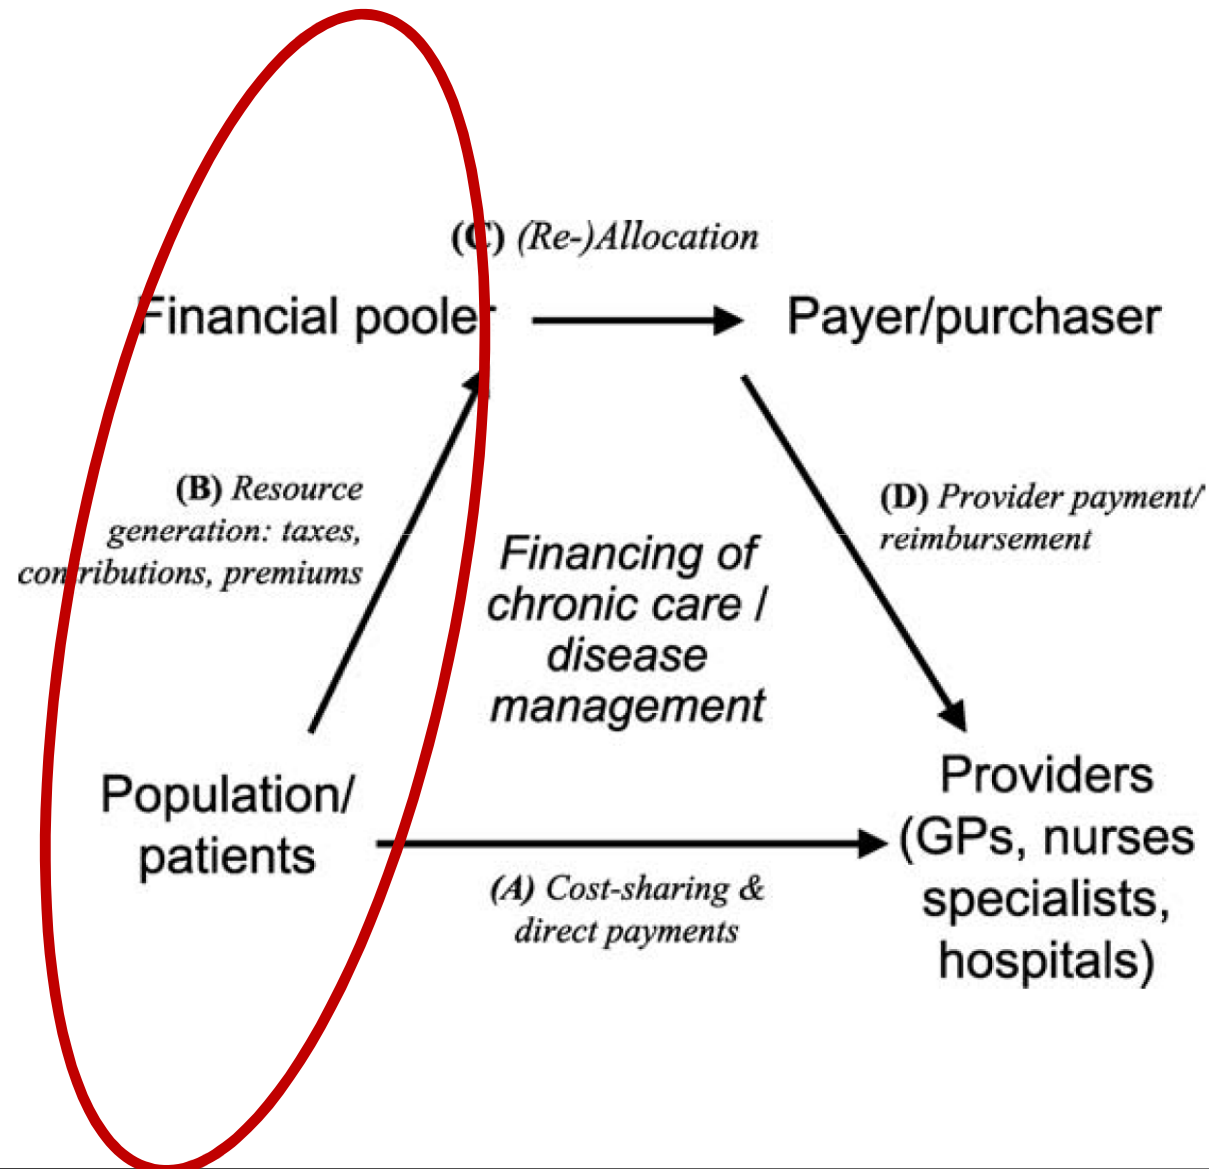 (C) (Re-)Allocation
Financial pooler
Payer/purchaser
(B) Resource
generation: taxes,
contributions, premiums
(D) Provider payment/
reimbursement
Financing of
chronic care /
disease
management
Population/
patients
Providers
(GPs, nurses
specialists,
hospitals)
(A) Cost-sharing &
direct payments